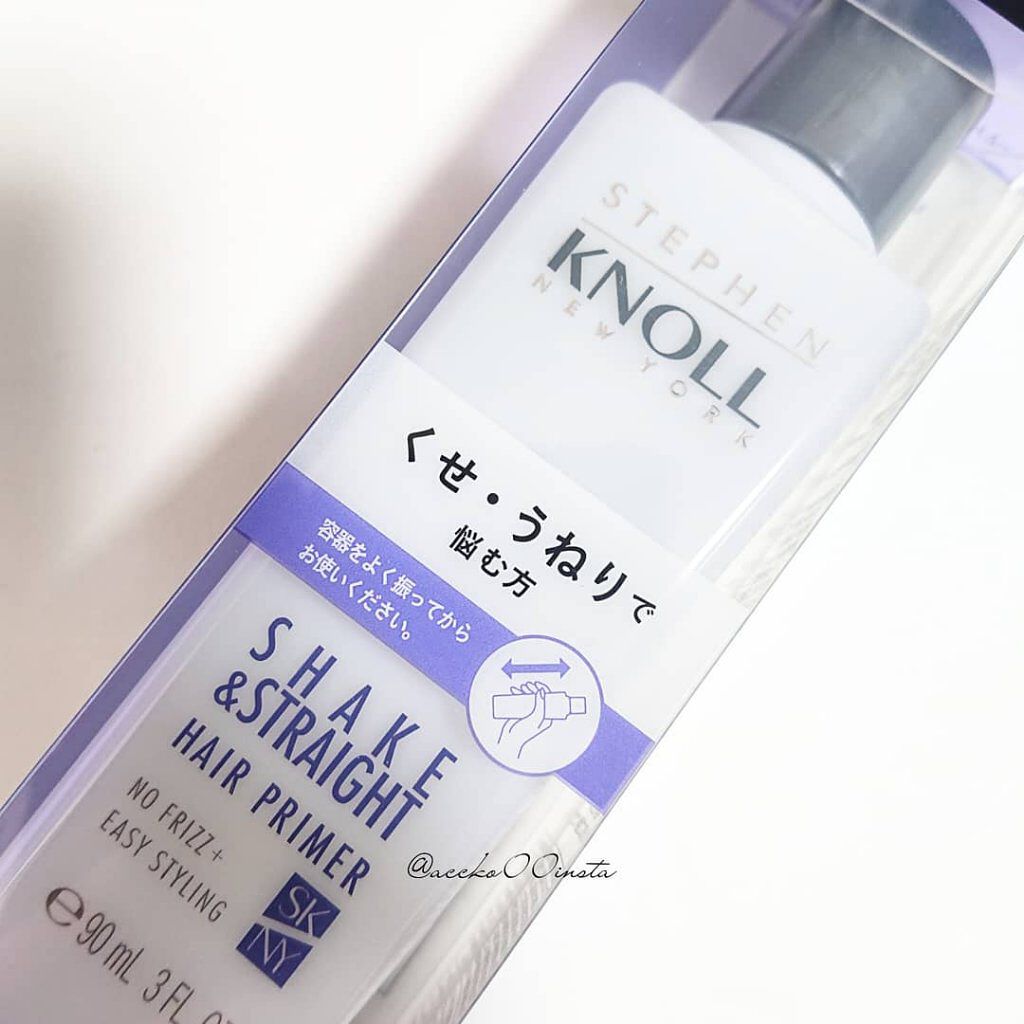 STEPHEN
KNOLL
NEW YORK
くせ・うねりで
悩む方
容器をよく振ってから
お使いください。
SHAKE
&STRAIGHT
HAIR PRIMER
NO FRIZZ+
EASY STYLING
SK
NY
℮90mL 3FL.
@accko00insta